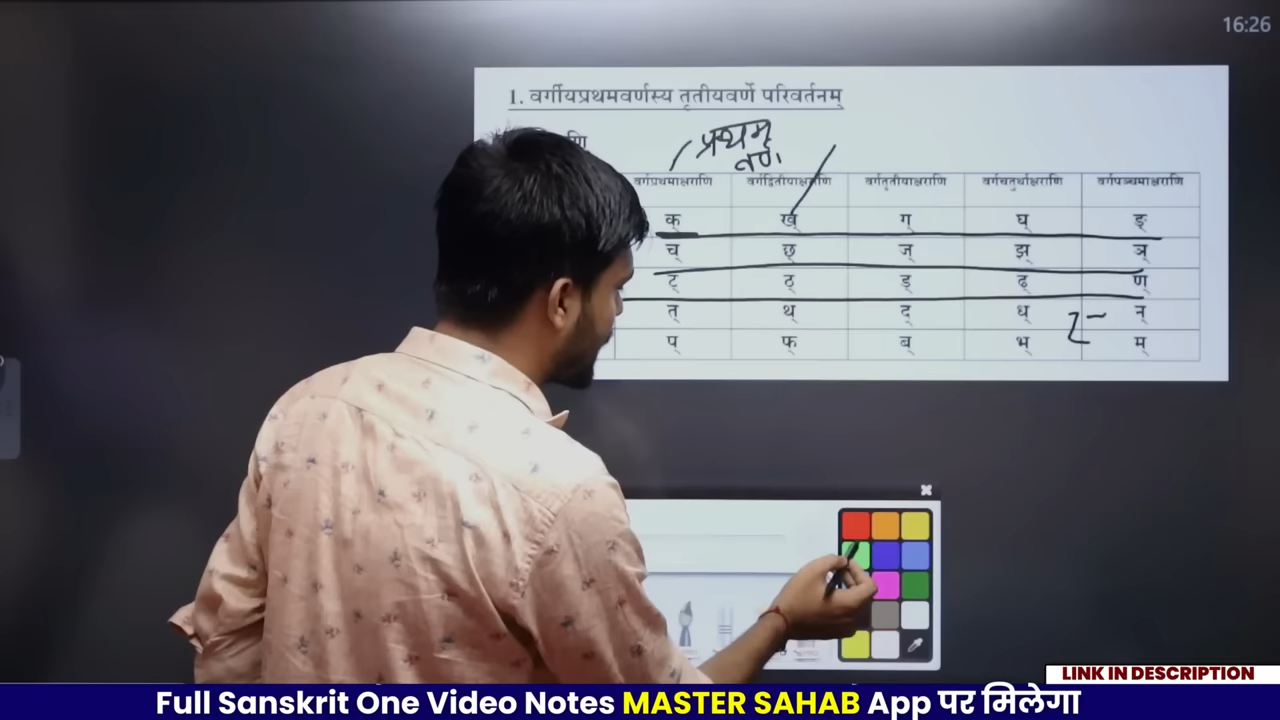 16:26
1. वर्गीयप्रथमवर्णस्य तृतीयवर्णे परिवर्तनम्
प्रथम
वर्गप्रथमाक्षराणि वर्गद्वितीयाक्षराणि वर्गतृतीयाक्षराणि वर्गचतुर्थाक्षराणि वर्गपञ्चमाक्षराणि
क् ख् ग् घ् ङ्
च् छ् ज् झ् ञ्
ट् ठ् ड् ढ् ण्
त् थ् द् ध् न्
प् फ् ब् भ् म्
LINK IN DESCRIPTION
Full Sanskrit One Video Notes MASTER SAHAB App पर मिलेगा